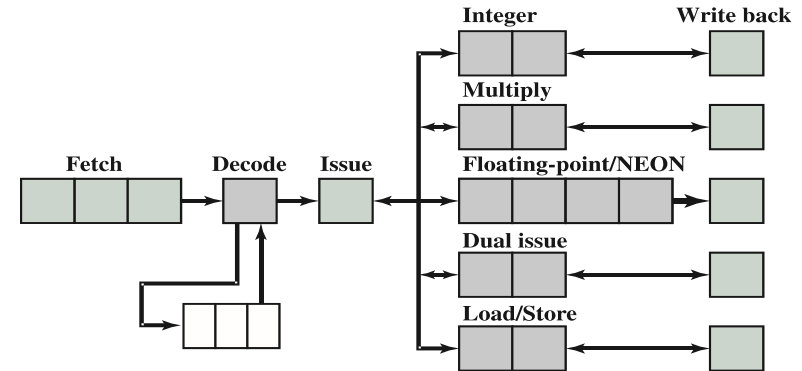 Integer
Write back
Multiply
Fetch
Decode
Issue
Floating-point/NEON
Dual issue
Load/Store